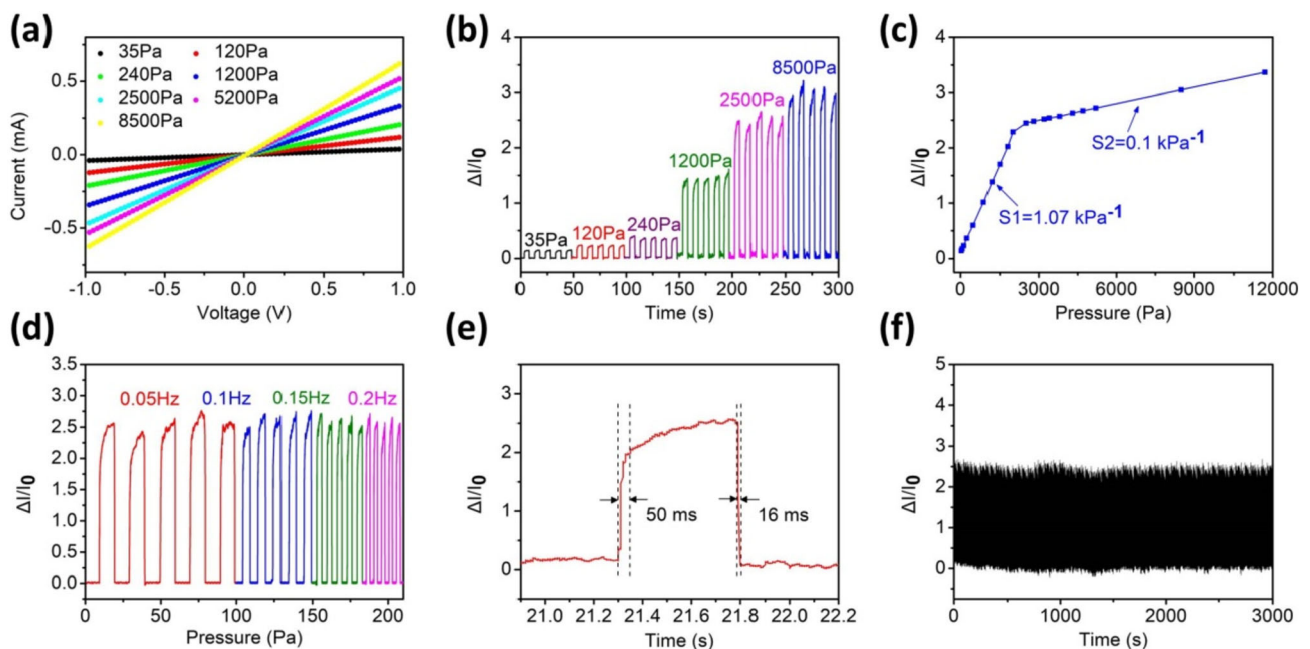 (a)
35Pa 120Pa
240Pa 1200Pa
2500Pa 5200Pa
8500Pa
0.5
0.0
-0.5
Current (mA)
-1.0 -0.5 0.0 0.5 1.0
Voltage (V)
(b)
4
3
2
1
0
ΔI/I0
35Pa 120Pa 240Pa 1200Pa 2500Pa 8500Pa
0 50 100 150 200 250 300
Time (s)
(c)
4
3
2
1
0
ΔI/I0
S2=0.1 kPa-1
S1=1.07 kPa-1
0 3000 6000 9000 12000
Pressure (Pa)
(d)
3.5
3.0
2.5
2.0
1.5
1.0
0.5
0.0
ΔI/I0
0.05Hz 0.1Hz 0.15Hz 0.2Hz
0 50 100 150 200
Pressure (Pa)
(e)
4
3
2
1
0
ΔI/I0
50 ms 16 ms
21.0 21.2 21.4 21.6 21.8 22.0 22.2
Time (s)
(f)
5
4
3
2
1
0
ΔI/I0
0 1000 2000 3000
Time (s)